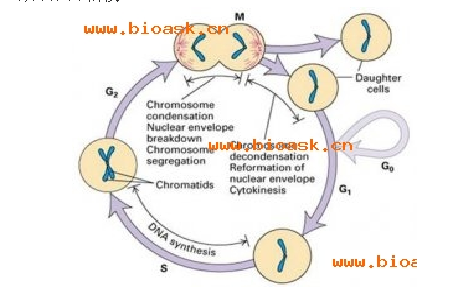 M
www.bioask.cn
Daughter
cells
G2
Chromosome
condensation
Nuclear envelope
breakdown
Chromosome
segregation
www.bioask.cn
decondensation
Reformation of
nuclear envelope
Cytokinesis
G0
Chromatids
G1
DNA synthesis
S
www.bioa